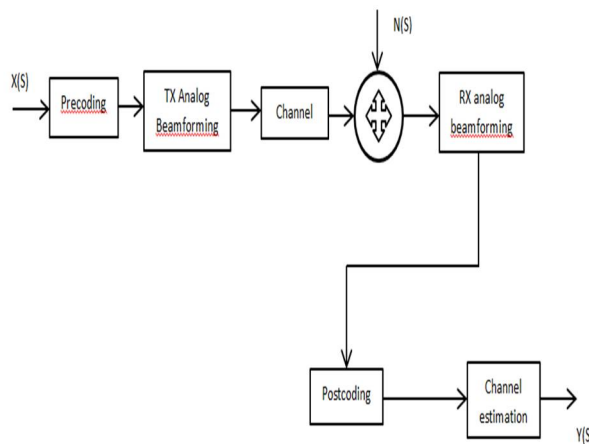 N(S)
X(S)
Precoding
TX Analog
Beamforming
Channel
RX analog
beamforming
Postcoding
Channel
estimation
Y(S